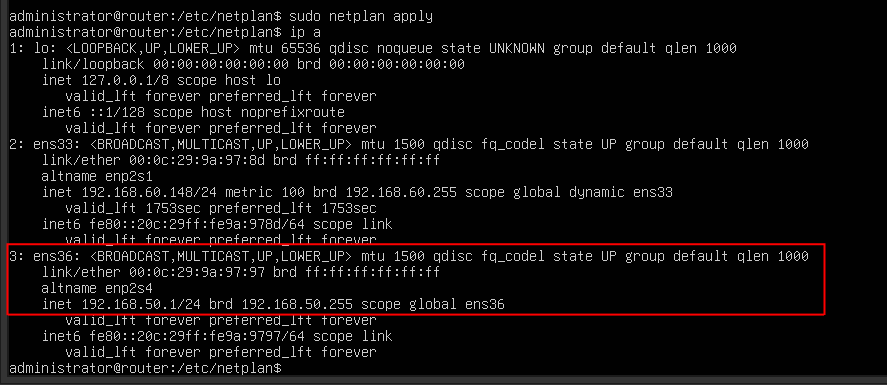 administrator@router:/etc/netplan$ sudo netplan apply
administrator@router:/etc/netplan$ ip a
1: lo: <LOOPBACK,UP,LOWER_UP> mtu 65536 qdisc noqueue state UNKNOWN group default qlen 1000
    link/loopback 00:00:00:00:00:00 brd 00:00:00:00:00:00
    inet 127.0.0.1/8 scope host lo
       valid_lft forever preferred_lft forever
    inet6 ::1/128 scope host noprefixroute
       valid_lft forever preferred_lft forever
2: ens33: <BROADCAST,MULTICAST,UP,LOWER_UP> mtu 1500 qdisc fq_codel state UP group default qlen 1000
    link/ether 00:0c:29:9a:97:8d brd ff:ff:ff:ff:ff:ff
    altname enp2s1
    inet 192.168.60.148/24 metric 100 brd 192.168.60.255 scope global dynamic ens33
       valid_lft 1753sec preferred_lft 1753sec
    inet6 fe80::20c:29ff:fe9a:978d/64 scope link
       valid_lft forever preferred_lft forever
3: ens36: <BROADCAST,MULTICAST,UP,LOWER_UP> mtu 1500 qdisc fq_codel state UP group default qlen 1000
    link/ether 00:0c:29:9a:97:97 brd ff:ff:ff:ff:ff:ff
    altname enp2s4
    inet 192.168.50.1/24 brd 192.168.50.255 scope global ens36
       valid_lft forever preferred_lft forever
    inet6 fe80::20c:29ff:fe9a:9797/64 scope link
       valid_lft forever preferred_lft forever
administrator@router:/etc/netplan$